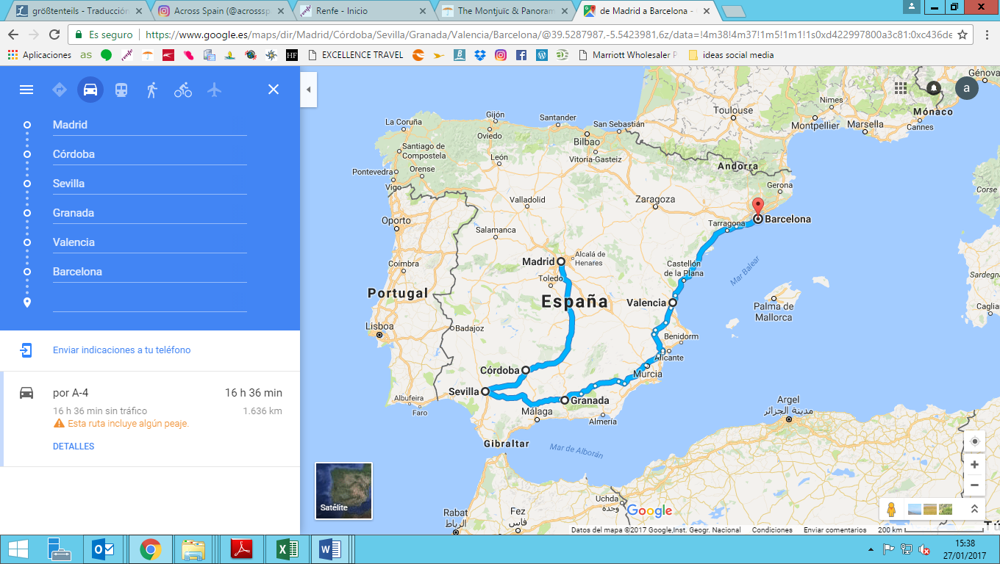 größtenteils - Traducción
Across Spain (@acrosssp
Renfe - Inicio
The Montjuïc & Panoram
de Madrid a Barcelona -
Es seguro
https://www.google.es/maps/dir/Madrid/Córdoba/Sevilla/Granada/Valencia/Barcelona/@39.5287987,-5.5423981,6z/data=!4m38!4m37!1m5!1m1!1s0xd422997800a3c81:0xc436de
Aplicaciones
as
HF
EXCELLENCE TRAVEL
Marriott Wholesaler P
ideas social media
Madrid
Córdoba
Sevilla
Granada
Valencia
Barcelona
Enviar indicaciones a tu teléfono
por A-4
16 h 36 min
16 h 36 min sin tráfico
1.636 km
Esta ruta incluye algún peaje.
DETALLES
a
Génova
La Coruña
Gijón
Santander
San Sebastián
Toulouse
Nimes
Montpellier
Marsella
Mónaco
Cannes
Oviedo
Bilbao
Santiago de
Compostela
León
Vitoria-Gasteiz
Pontevedra
Orense
Vigo
Andorra
Gerona
Corse
Valladolid
Zaragoza
Oporto
Salamanca
Tarragona
Barcelona
Madrid
Alcalá de
Henares
Coímbra
Toledo
Castellón
de la Plana
Mar Balear
Sardegna
Portugal
España
Valencia
Palma de
Mallorca
Cagliari
Lisboa
Badajoz
Benidorm
Alicante
Córdoba
Murcia
Sevilla
Granada
Albufeira
Faro
Málaga
Almería
Argel
مدينة الجزائر
Gibraltar
Mar de Alborán
Satélite
Uchda
وجدة
Rabat
الرباط
Fez
فاس
Google
Datos del mapa ©2017 Google,Inst. Geogr. Nacional
Condiciones
Enviar comentarios
200 km
15:38
27/01/2017